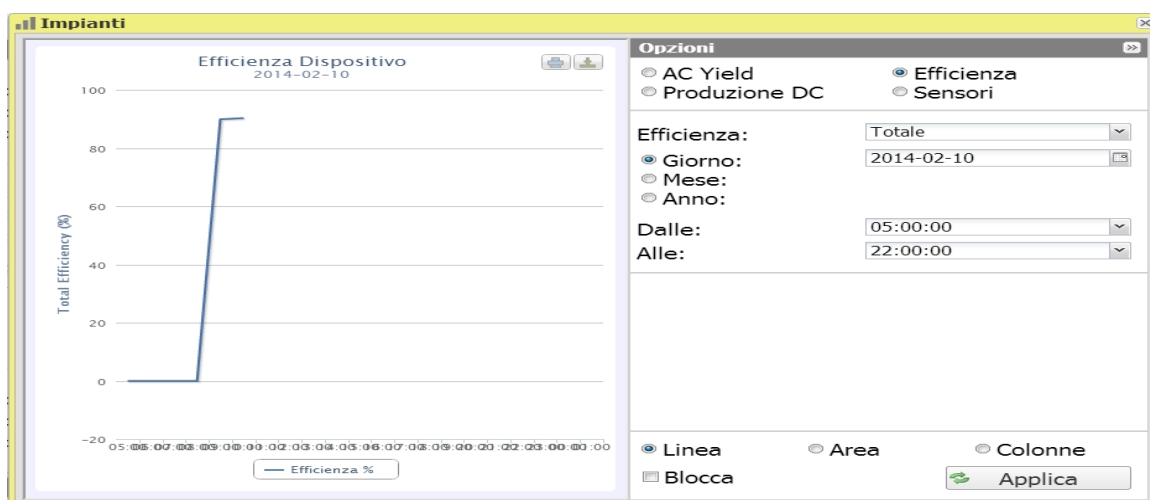 Impianti
Efficienza Dispositivo
2014-02-10
100
80
60
40
20
0
-20
Total Efficiency (%)
Efficienza %
Opzioni
AC Yield
Efficienza
Produzione DC
Sensori
Efficienza:
Totale
Giorno:
2014-02-10
Mese:
Anno:
Dalle:
05:00:00
Alle:
22:00:00
Linea
Area
Colonne
Blocca
Applica